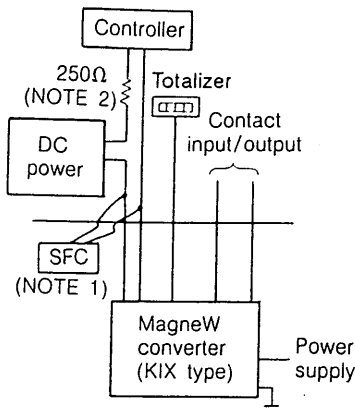 Controller
250Ω
(NOTE 2)
Totalizer
Contact
input/output
DC
power
SFC
(NOTE 1)
MagneW
converter
(KIX type)
Power
supply